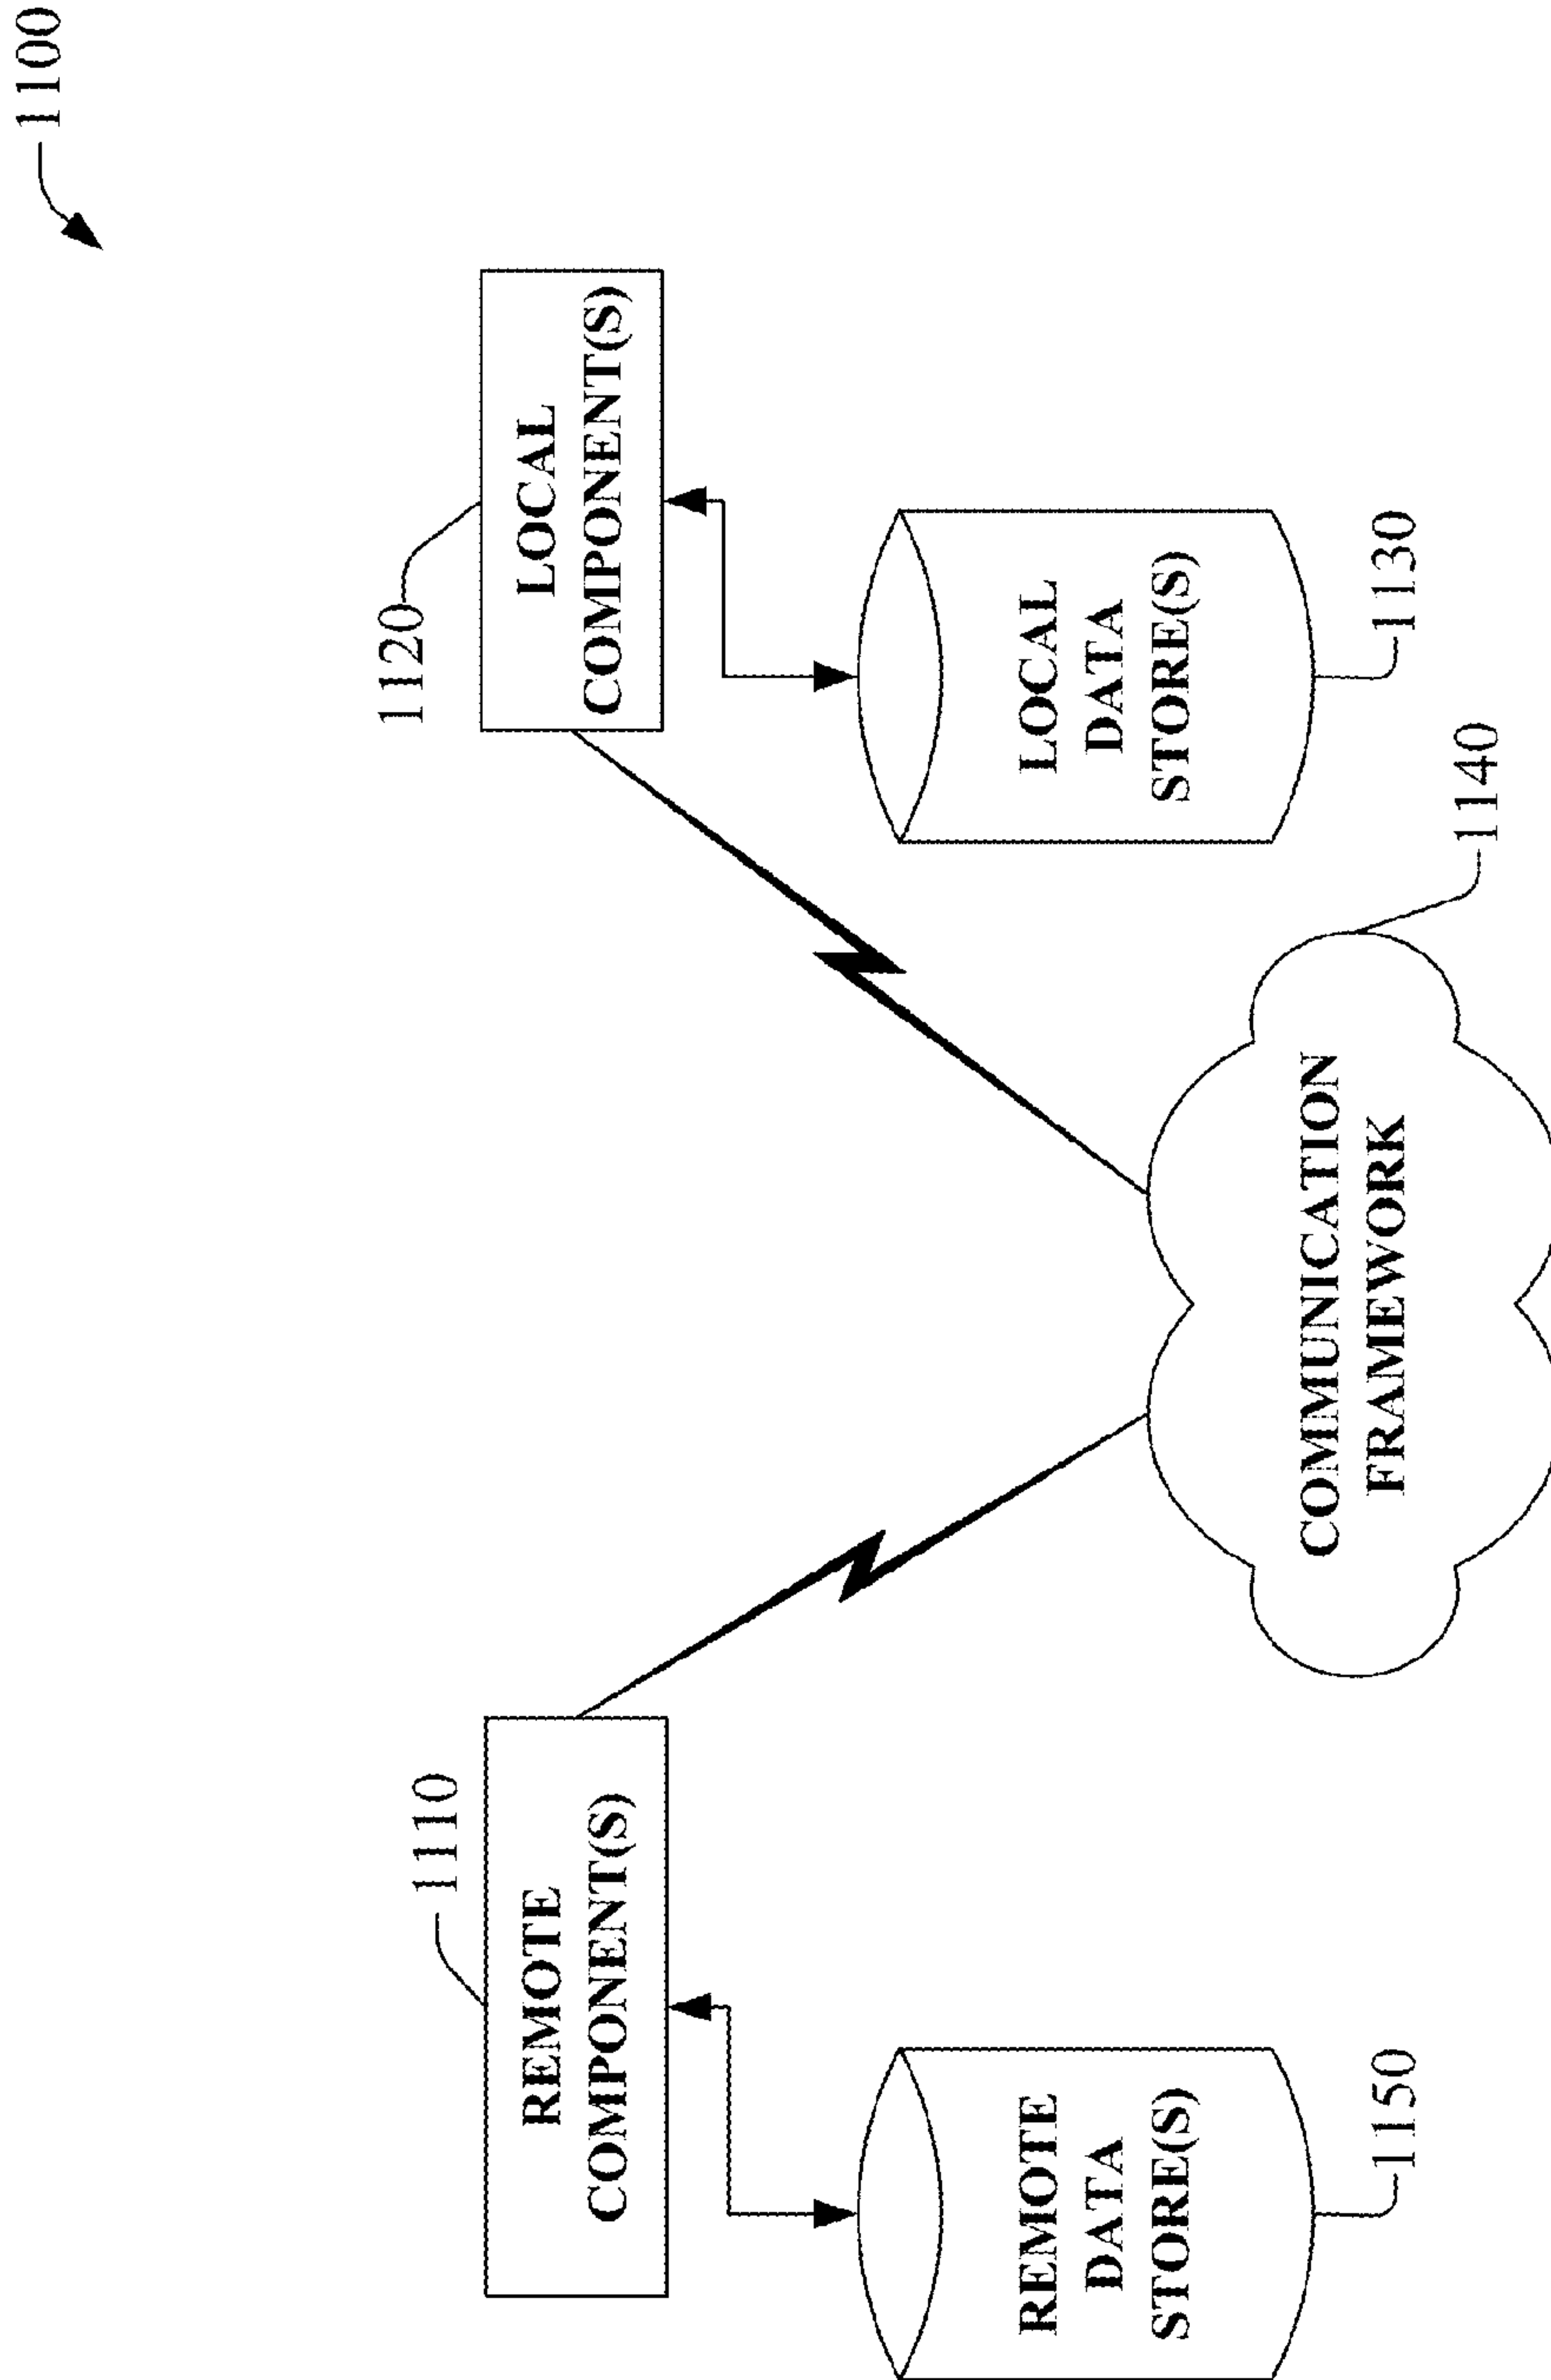 1100
1110
REMOTE
COMPONENT(S)
1120
LOCAL
COMPONENT(S)
REMOTE
DATA
STORE(S)
1150
COMMUNICATION
FRAMEWORK
1140
LOCAL
DATA
STORE(S)
1130